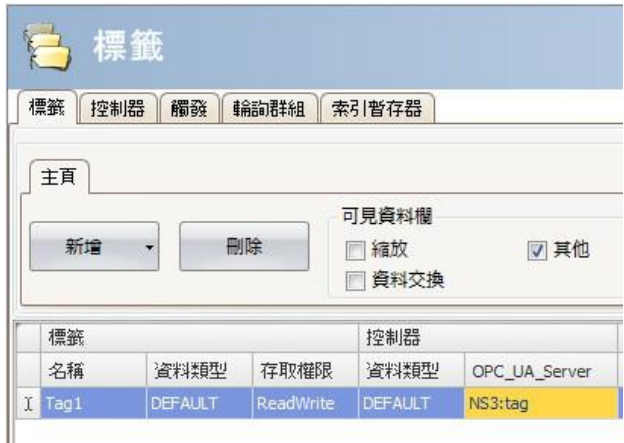 標籤
標籤 控制器 觸發 輪詢群組 索引暫存器
主頁
可見資料欄
新增 刪除 縮放 其他
資料交換
標籤 控制器
名稱 資料類型 存取權限 資料類型 OPC_UA_Server
Tag1 DEFAULT ReadWrite DEFAULT NS3:tag